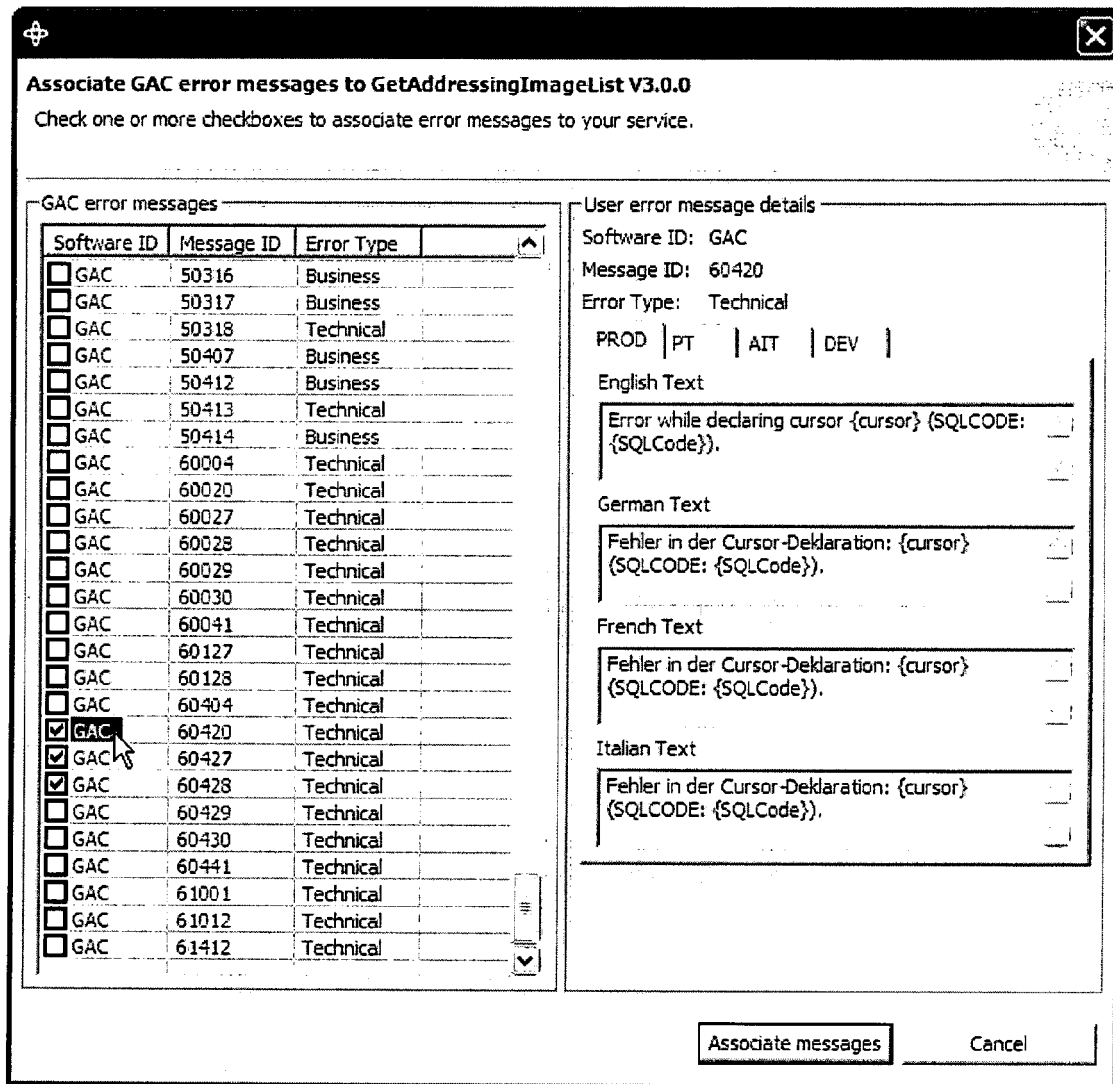 Associate GAC error messages to GetAddressingImageList V3.0.0
Check one or more checkboxes to associate error messages to your service.
GAC error messages
Software ID Message ID Error Type
GAC 50316 Business
GAC 50317 Business
GAC 50318 Technical
GAC 50407 Business
GAC 50412 Business
GAC 50413 Technical
GAC 50414 Business
GAC 60004 Technical
GAC 60020 Technical
GAC 60027 Technical
GAC 60028 Technical
GAC 60029 Technical
GAC 60030 Technical
GAC 60041 Technical
GAC 60127 Technical
GAC 60128 Technical
GAC 60404 Technical
GAC 60420 Technical
GAC 60427 Technical
GAC 60428 Technical
GAC 60429 Technical
GAC 60430 Technical
GAC 60441 Technical
GAC 61001 Technical
GAC 61012 Technical
GAC 61412 Technical
User error message details
Software ID: GAC
Message ID: 60420
Error Type: Technical
PROD PT AIT DEV
English Text
Error while declaring cursor {cursor} (SQLCODE:
{SQLCode}).
German Text
Fehler in der Cursor-Deklaration: {cursor}
(SQLCODE: {SQLCode}).
French Text
Fehler in der Cursor-Deklaration: {cursor}
(SQLCODE: {SQLCode}).
Italian Text
Fehler in der Cursor-Deklaration: {cursor}
(SQLCODE: {SQLCode}).
Associate messages Cancel